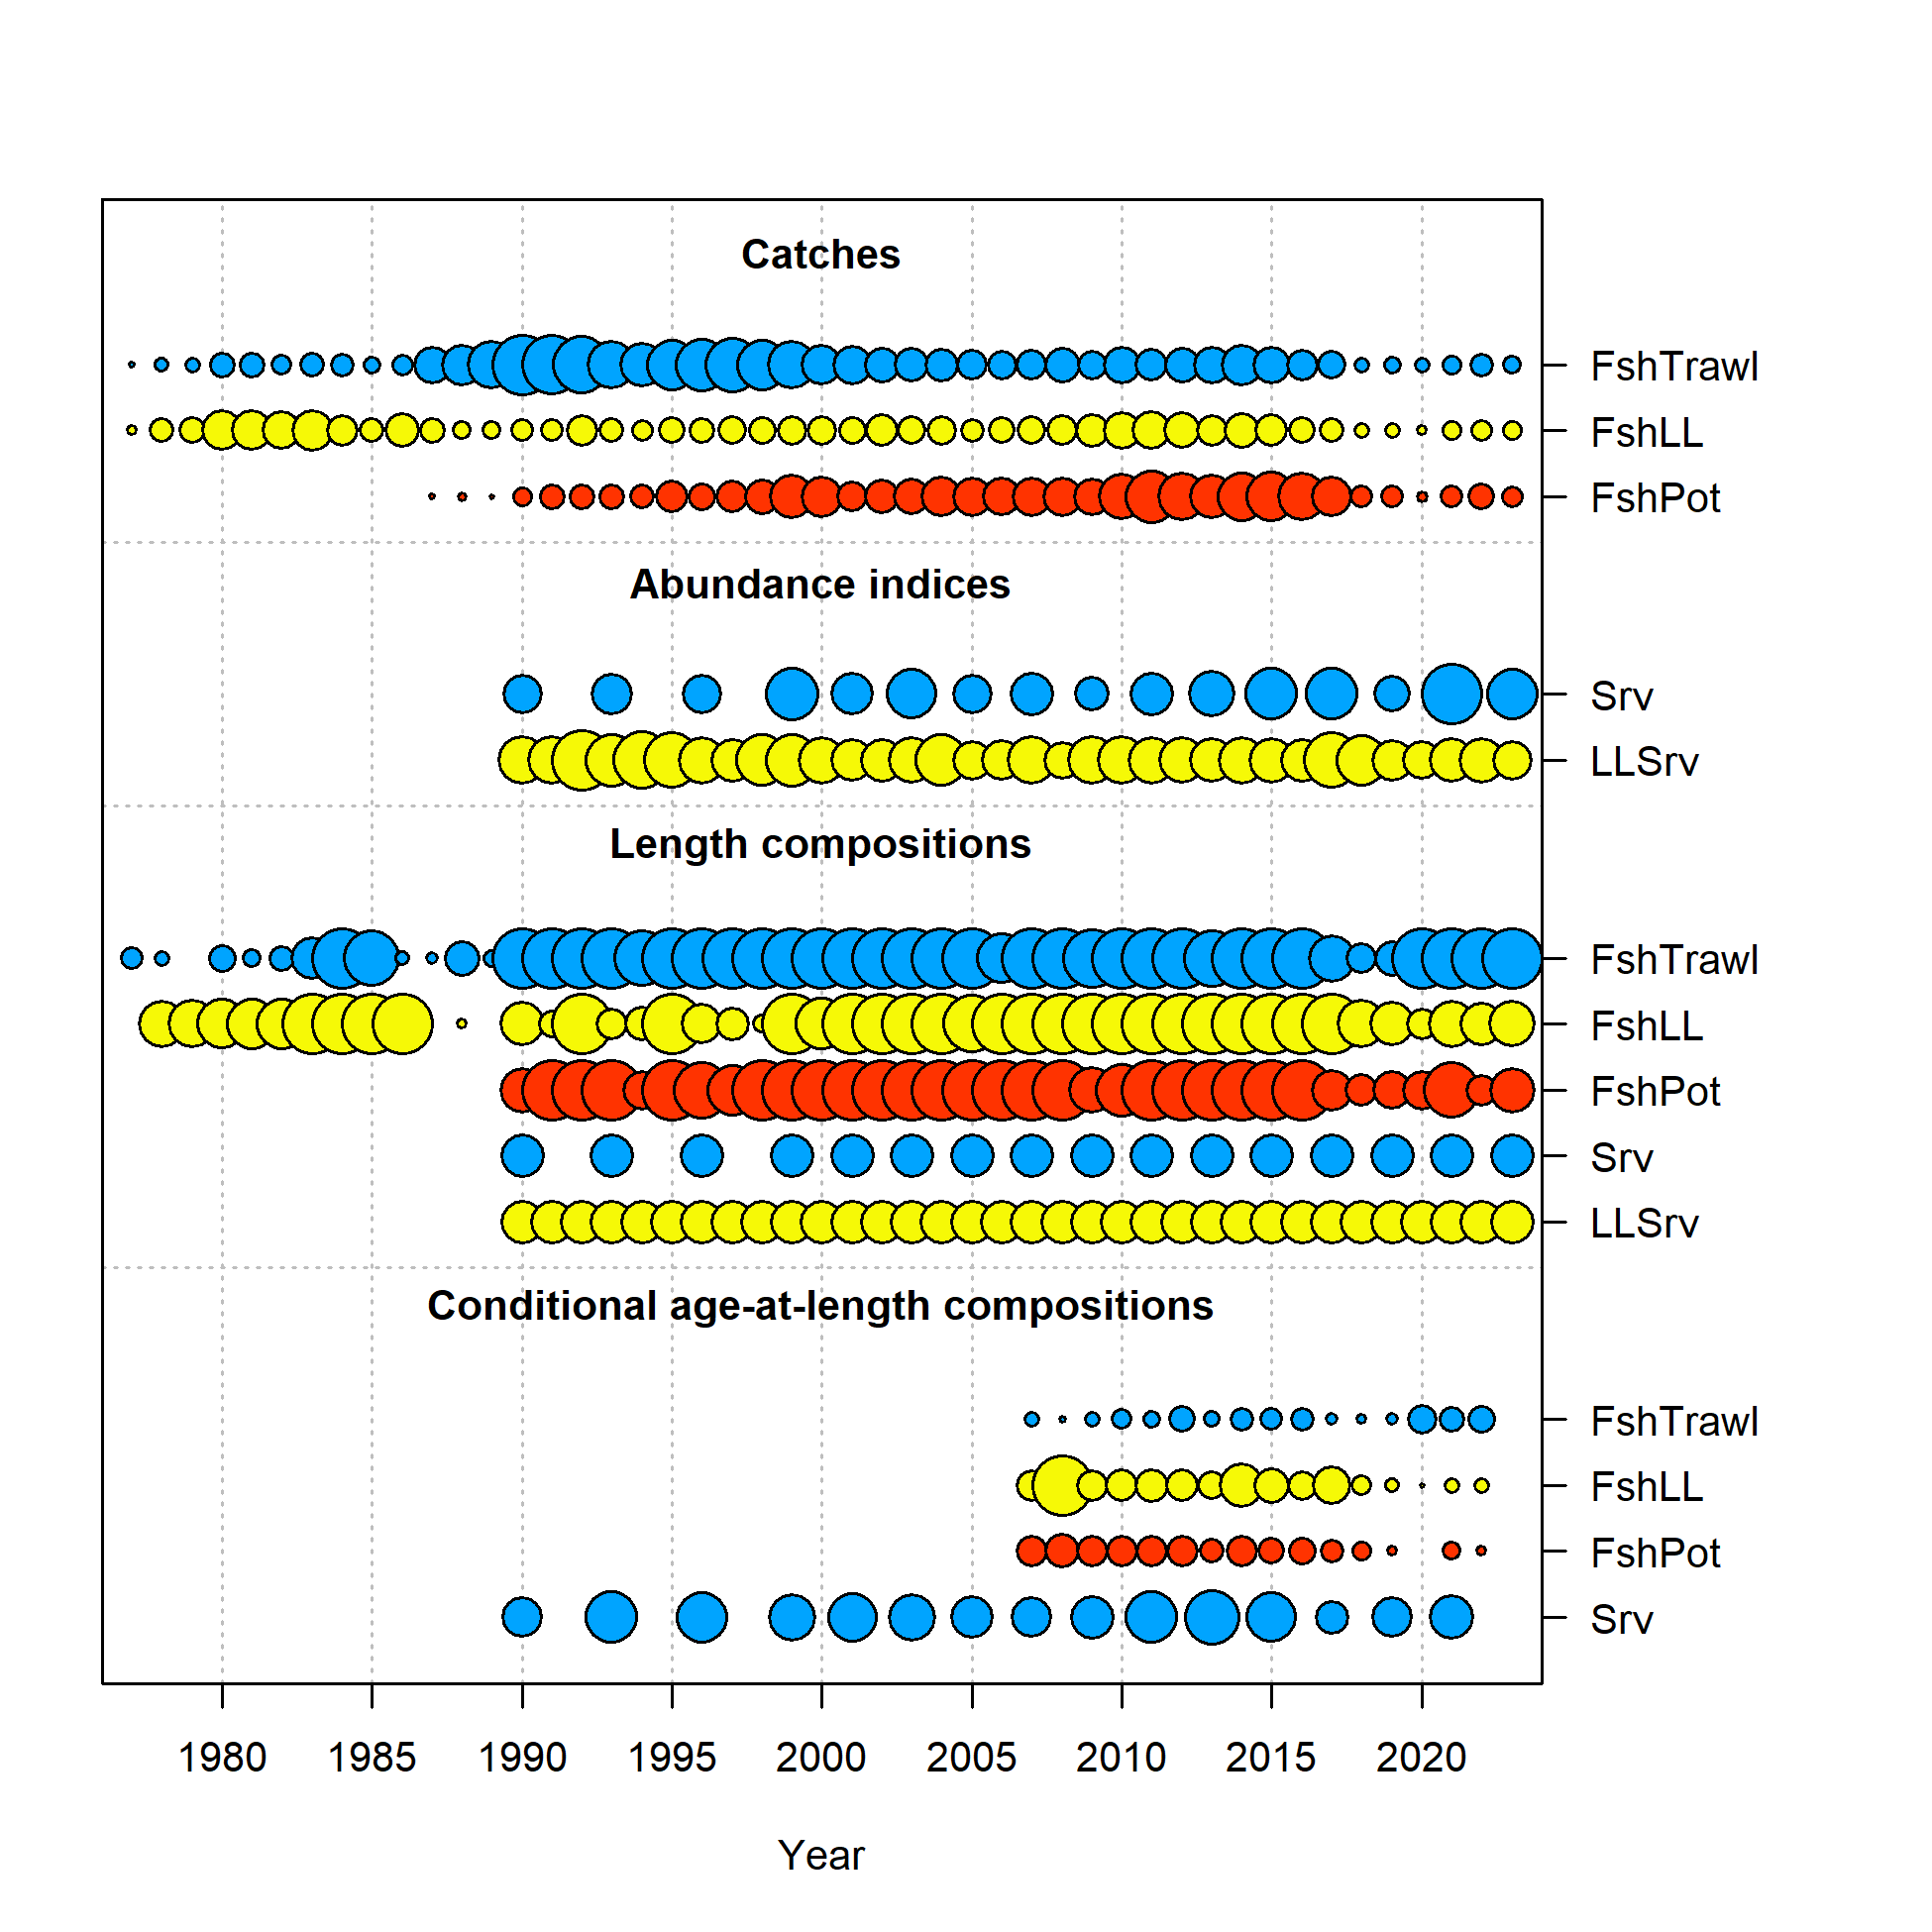 Catches
FshTrawl
FshLL
FshPot
Abundance indices
Srv
LLSrv
Length compositions
FshTrawl
FshLL
FshPot
Srv
LLSrv
Conditional age-at-length compositions
FshTrawl
FshLL
FshPot
Srv
1980 1985 1990 1995 2000 2005 2010 2015 2020
Year